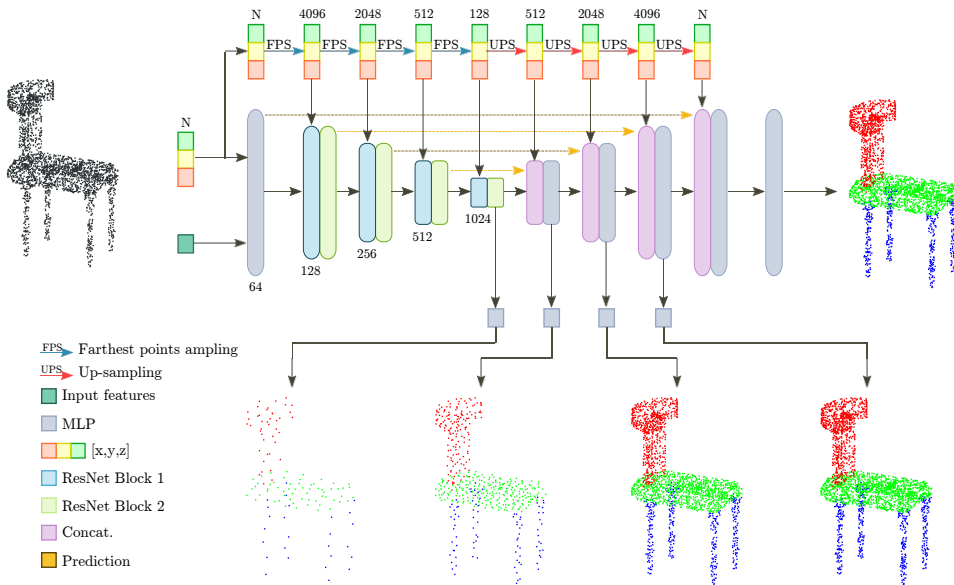 N 4096 2048 512 128 512 2048 4096 N
FPS FPS FPS FPS UPS UPS UPS UPS
N
1024
512
256
128
64
FPS Farthest points ampling
UPS Up-sampling
Input features
MLP
[x,y,z]
ResNet Block 1
ResNet Block 2
Concat.
Prediction